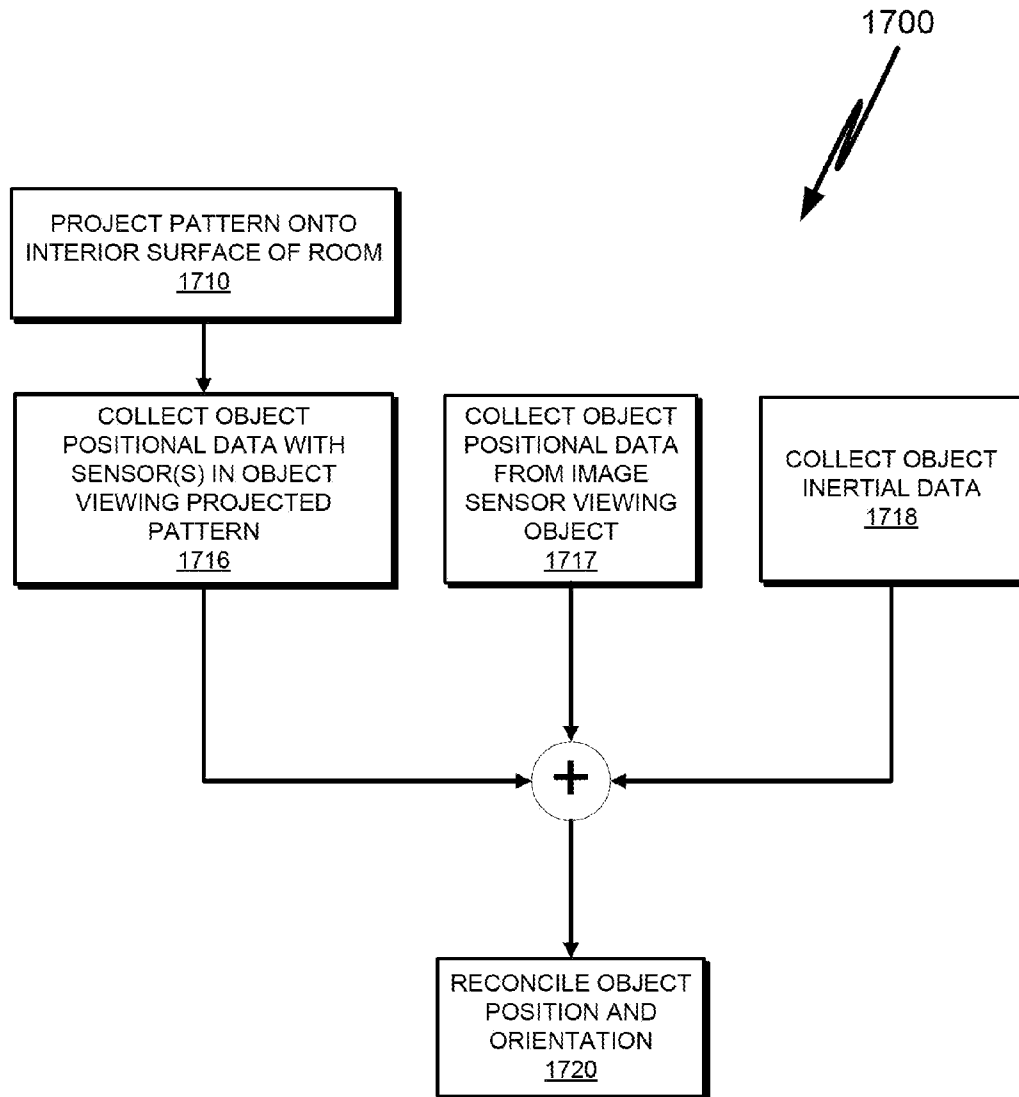 1700
PROJECT PATTERN ONTO
INTERIOR SURFACE OF ROOM
1710
COLLECT OBJECT
POSITIONAL DATA WITH
SENSOR(S) IN OBJECT
VIEWING PROJECTED
PATTERN
1716
COLLECT OBJECT
POSITIONAL DATA
FROM IMAGE
SENSOR VIEWING
OBJECT
1717
COLLECT OBJECT
INERTIAL DATA
1718
+
RECONCILE OBJECT
POSITION AND
ORIENTATION
1720